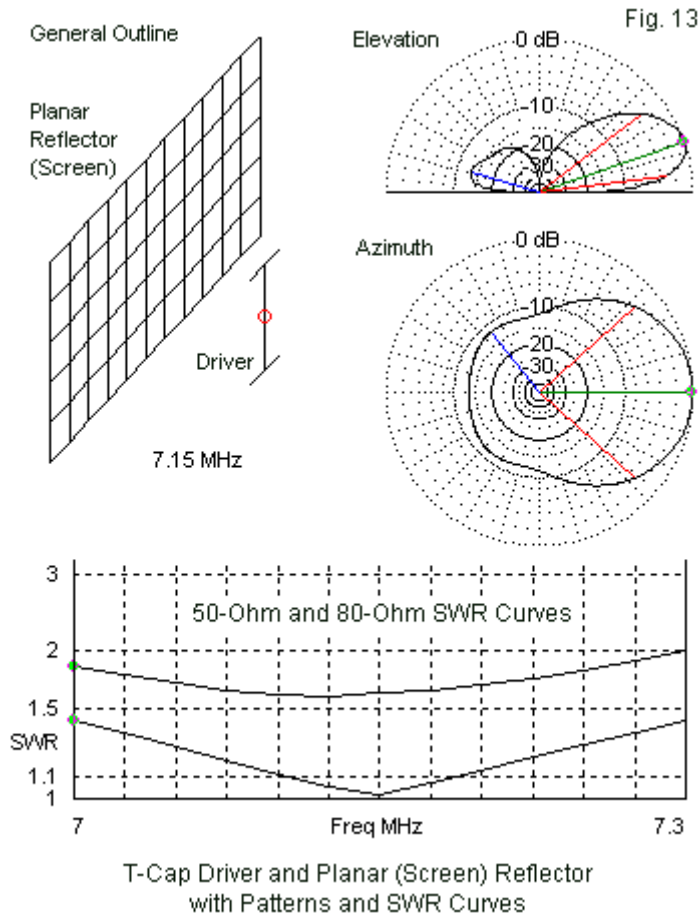 Fig. 13
General Outline
Planar
Reflector
(Screen)
Driver
7.15 MHz
Elevation
0 dB
-10
20
30
Azimuth
0 dB
-10
20
30
50-Ohm and 80-Ohm SWR Curves
3
2
1.5
SWR
1.1
1
7
Freq MHz
7.3
T-Cap Driver and Planar (Screen) Reflector
with Patterns and SWR Curves